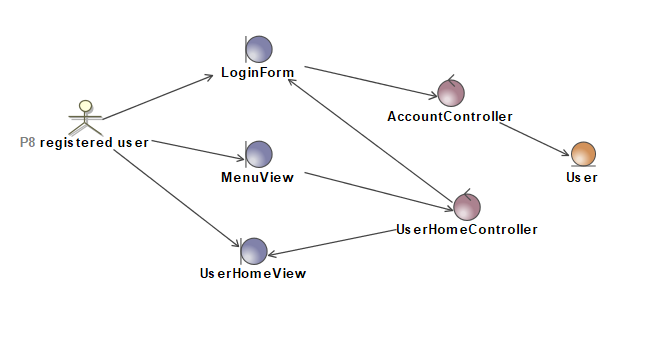 LoginForm
AccountController
P8 registered user
MenuView
User
UserHomeController
UserHomeView